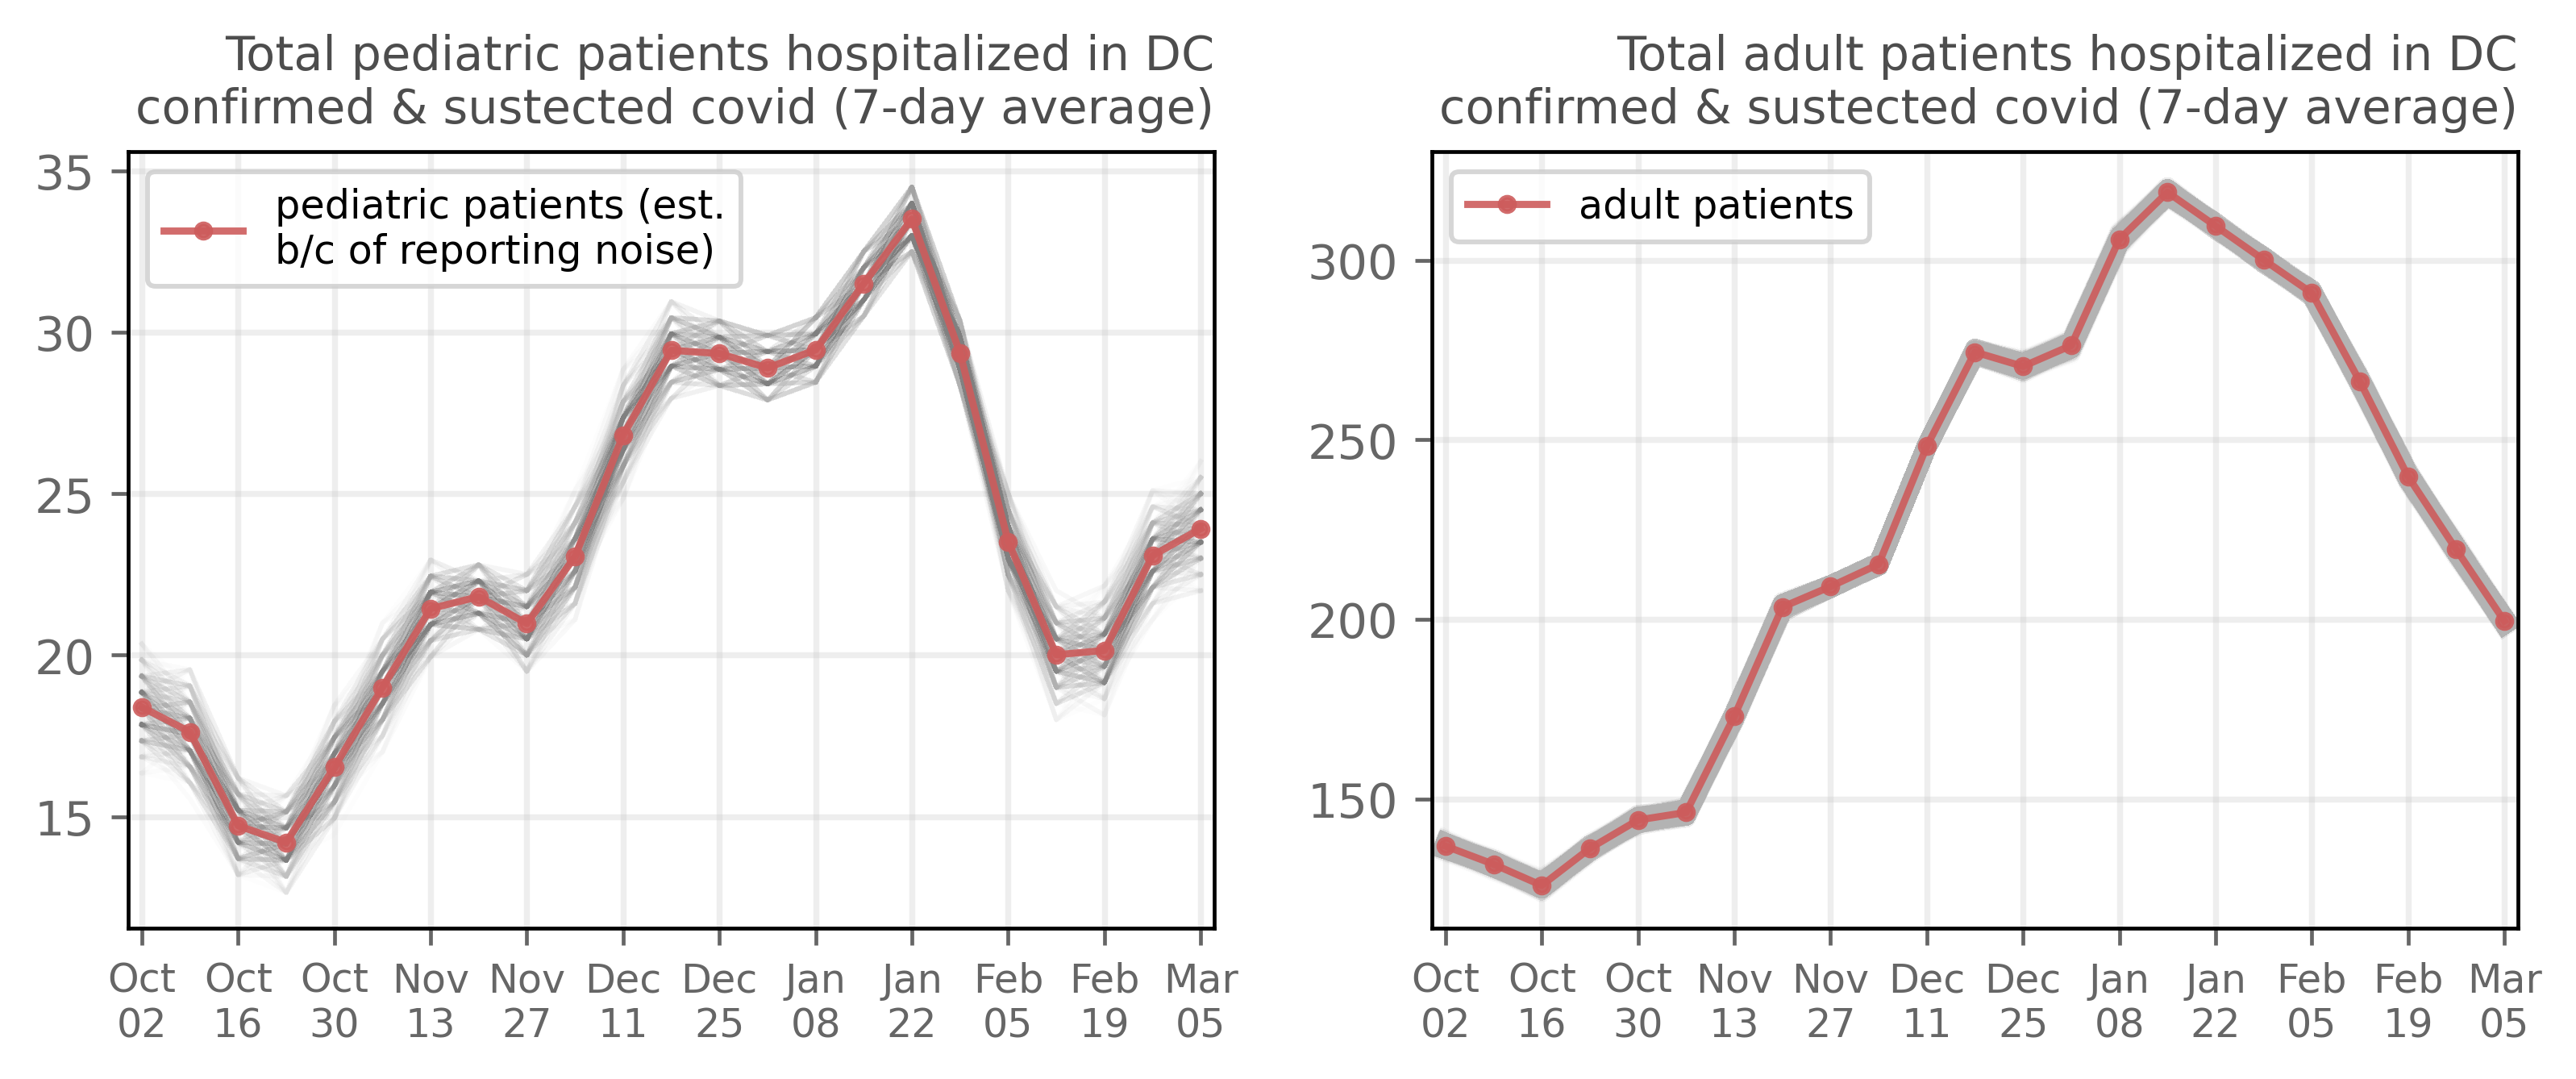 Total pediatric patients hospitalized in DC
confirmed & sustected covid (7-day average)
35
30
25
20
15
pediatric patients (est.
b/c of reporting noise)
Oct Oct Oct Nov Nov Dec Dec Jan Jan Feb Feb Mar
02 16 30 13 27 11 25 08 22 05 19 05
Total adult patients hospitalized in DC
confirmed & sustected covid (7-day average)
300
250
200
150
adult patients
Oct Oct Oct Nov Nov Dec Dec Jan Jan Feb Feb Mar
02 16 30 13 27 11 25 08 22 05 19 05